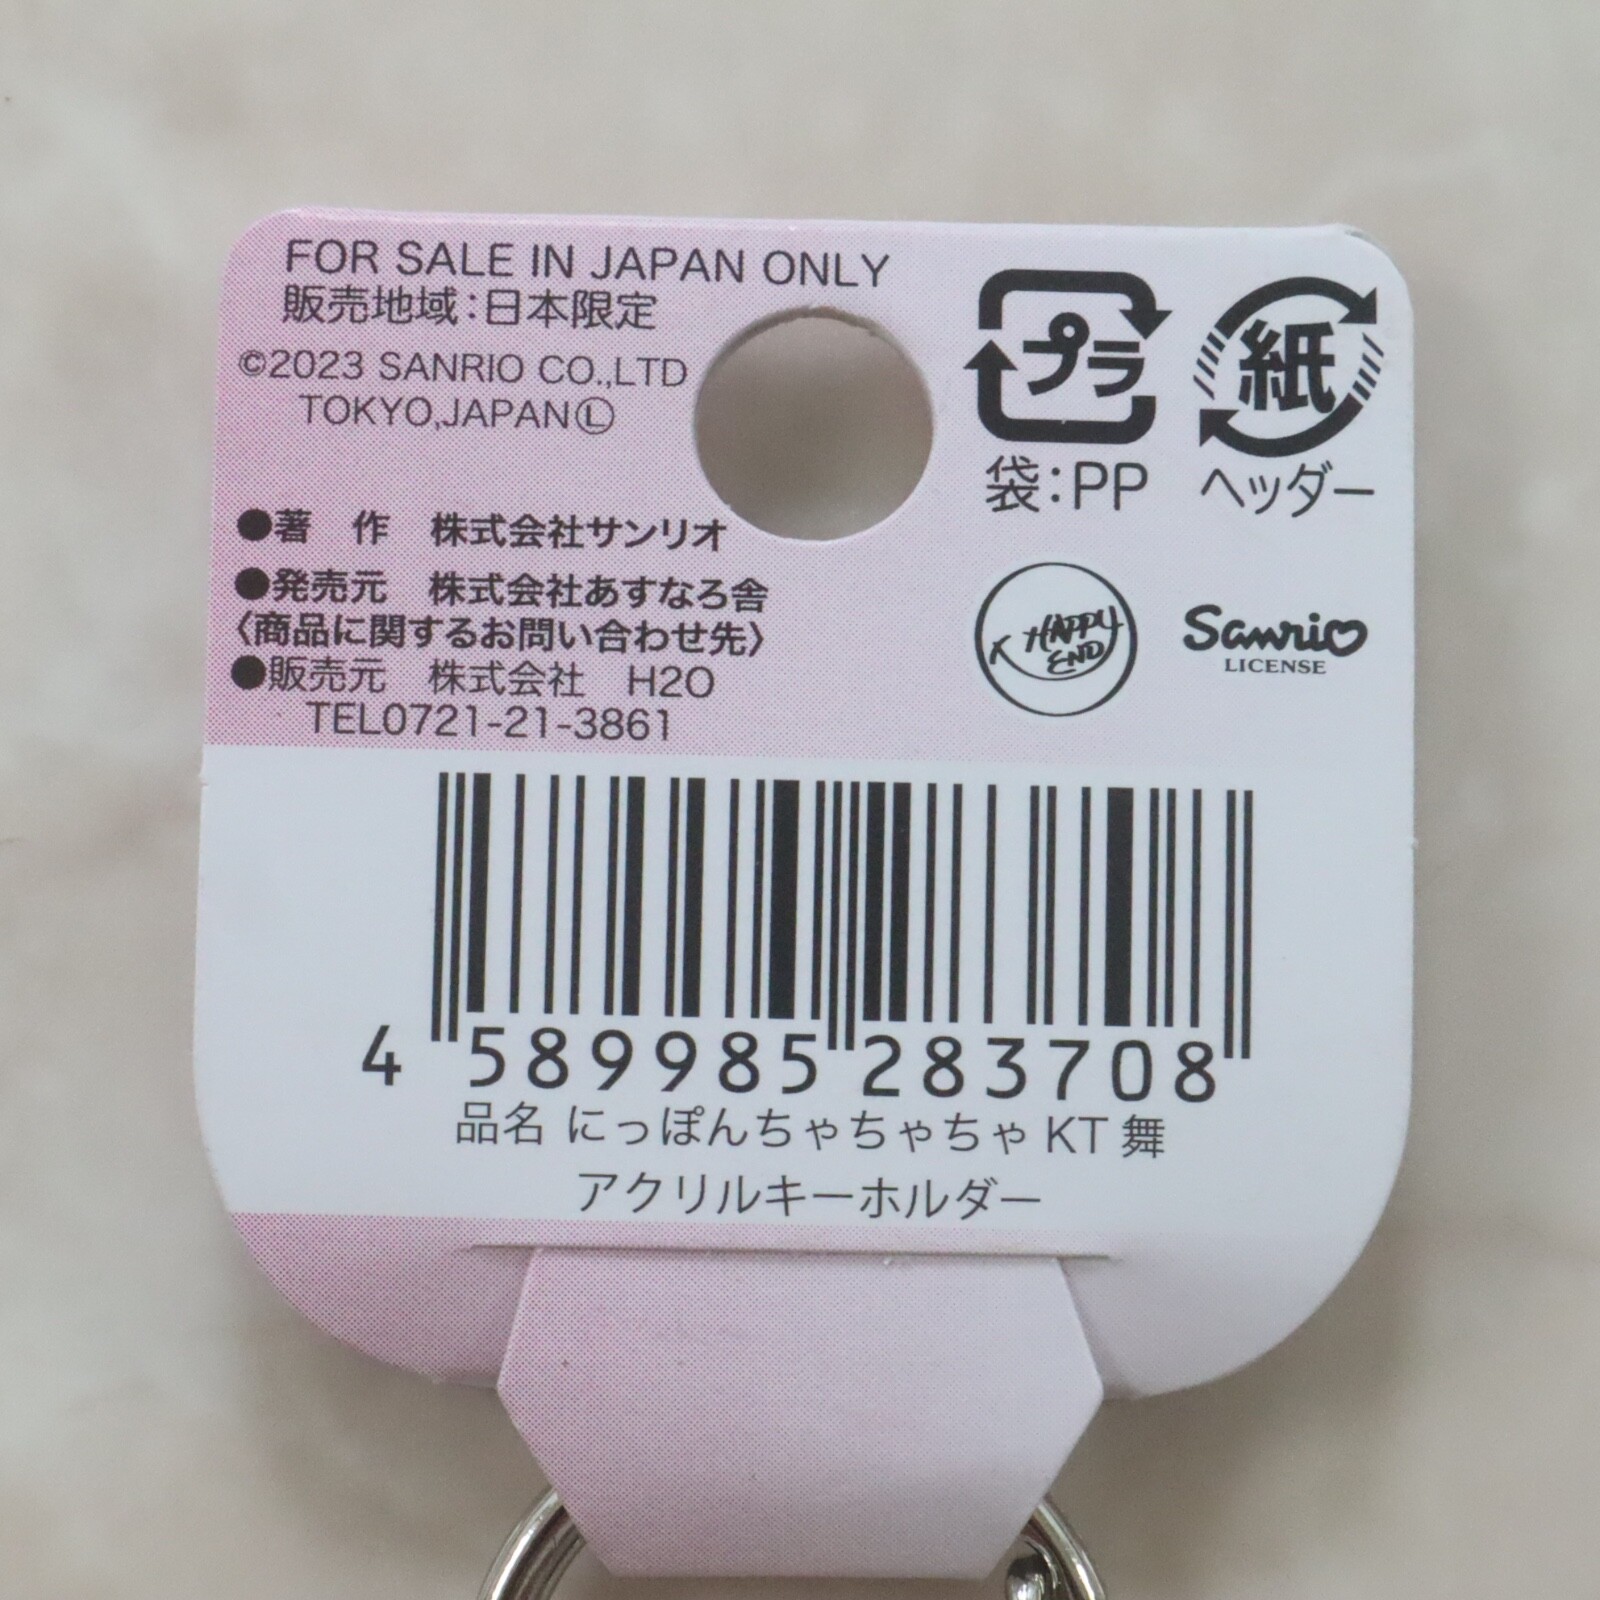 FOR SALE IN JAPAN ONLY
販売地域：日本限定
©2023 SANRIO CO.,LTD
TOKYO,JAPAN Ⓛ
●著 作 株式会社サンリオ
●発売元 株式会社あすなろ舎
〈商品に関するお問い合わせ先〉
●販売元 株式会社 H2O
TEL0721-21-3861
プラ
袋：PP
紙
ヘッダー
HAPPY
END
Sanrio
LICENSE
4 589985 283708
品名 にっぽんちゃちゃちゃ KT 舞
アクリルキーホルダー